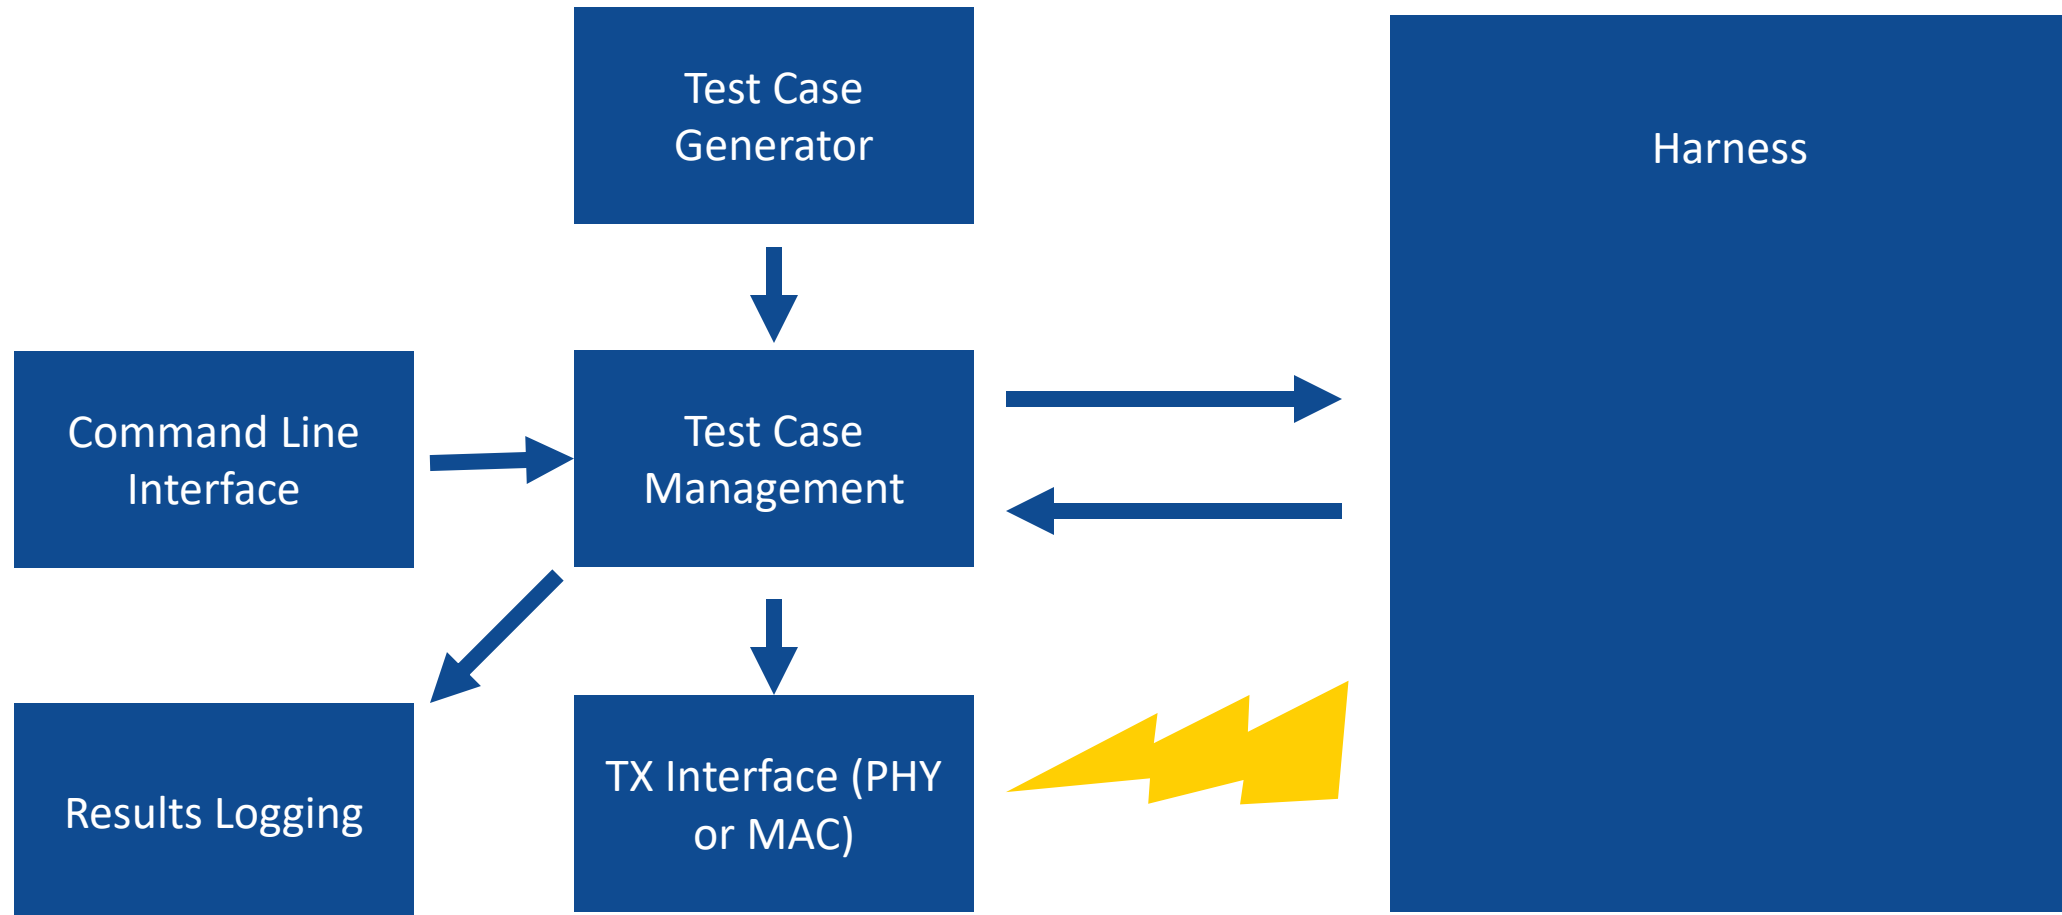 Test Case
Generator
Harness
Command Line
Interface
Test Case
Management
Results Logging
TX Interface (PHY
or MAC)